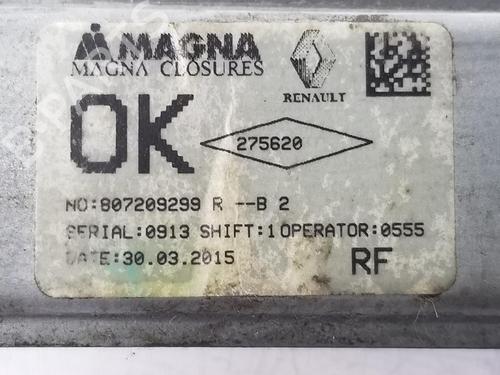 MAGNA
MAGNA CLOSURES
RENAULT
OK
275620
NO:807209299 R --B 2
SERIAL:0913 SHIFT:1 OPERATOR:0555
DATE:30.03.2015
RF